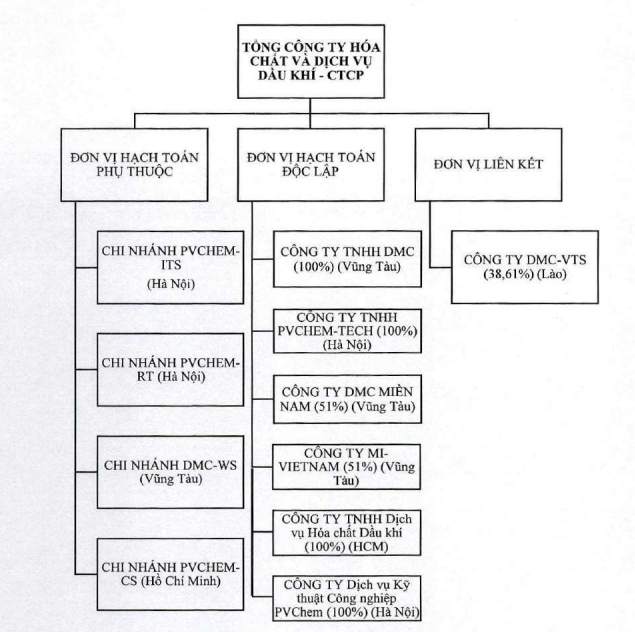 TỔNG CÔNG TY HÓA
CHẤT VÀ DỊCH VỤ
DẦU KHÍ - CTCP
ĐƠN VỊ HẠCH TOÁN
PHỤ THUỘC
ĐƠN VỊ HẠCH TOÁN
ĐỘC LẬP
ĐƠN VỊ LIÊN KẾT
CHI NHÁNH PVCHEM-
ITS
(Hà Nội)
CHI NHÁNH PVCHEM-
RT (Hà Nội)
CHI NHÁNH DMC-WS
(Vũng Tàu)
CHI NHÁNH PVCHEM-
CS (Hồ Chí Minh)
CÔNG TY TNHH DMC
(100%) (Vũng Tàu)
CÔNG TY TNHH
PVCHEM-TECH (100%)
(Hà Nội)
CÔNG TY DMC MIỀN
NAM (51%) (Vũng Tàu)
CÔNG TY MI-
VIETNAM (51%) (Vũng
Tàu)
CÔNG TY TNHH Dịch
vụ Hóa chất Dầu khí
(100%) (HCM)
CÔNG TY Dịch vụ Kỹ
thuật Công nghiệp
PVChem (100%) (Hà Nội)
CÔNG TY DMC-VTS
(38,61%) (Lào)